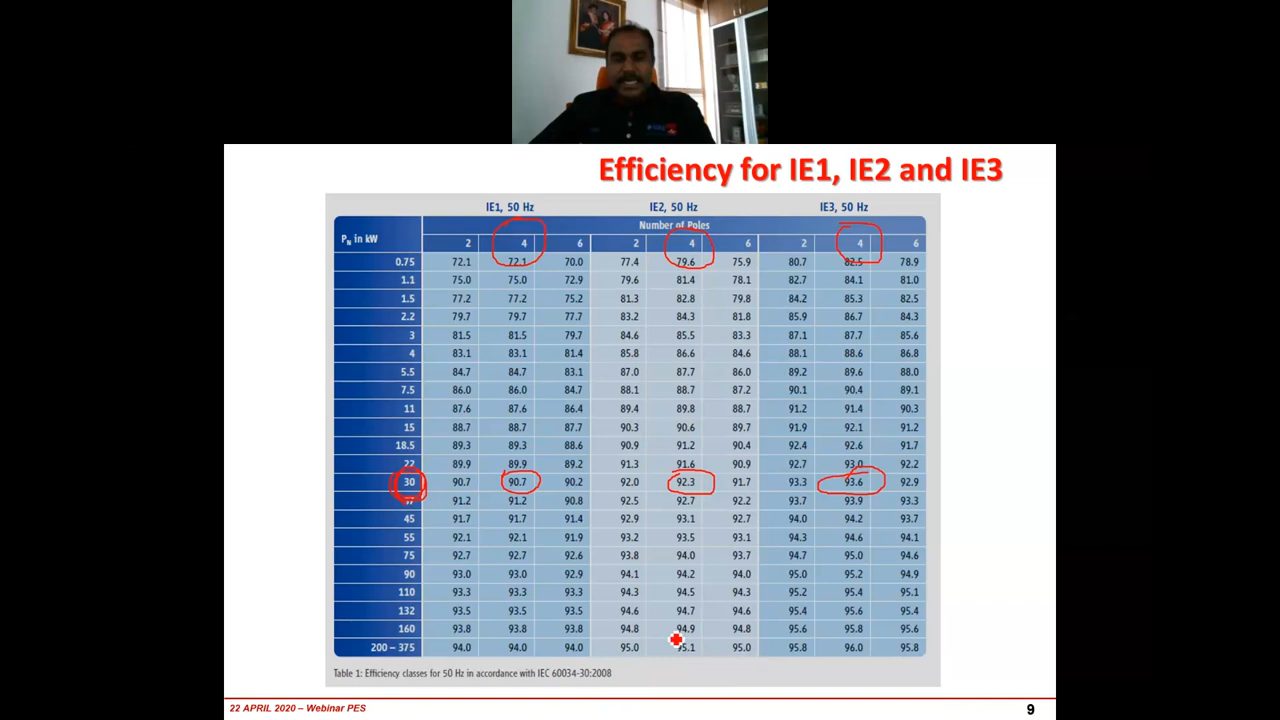 Efficiency for IE1, IE2 and IE3
IE1, 50 Hz IE2, 50 Hz IE3, 50 Hz
PN in kW Number of Poles
2 4 6 2 4 6 2 4 6
0.75 72.1 72.1 70.0 77.4 79.6 75.9 80.7 82.5 78.9
1.1 75.0 75.0 72.9 79.6 81.4 78.1 82.7 84.1 81.0
1.5 77.2 77.2 75.2 81.3 82.8 79.8 84.2 85.3 82.5
2.2 79.7 79.7 77.7 83.2 84.3 81.8 85.9 86.7 84.3
3 81.5 81.5 79.7 84.6 85.5 83.3 87.1 87.7 85.6
4 83.1 83.1 81.4 85.8 86.6 84.6 88.1 88.6 86.8
5.5 84.7 84.7 83.1 87.0 87.7 86.0 89.2 89.6 88.0
7.5 86.0 86.0 84.7 88.1 88.7 87.2 90.1 90.4 89.1
11 87.6 87.6 86.4 89.4 89.8 88.7 91.2 91.4 90.3
15 88.7 88.7 87.7 90.3 90.6 89.7 91.9 92.1 91.2
18.5 89.3 89.3 88.6 90.9 91.2 90.4 92.4 92.6 91.7
22 89.9 89.9 89.2 91.3 91.6 90.9 92.7 93.0 92.2
30 90.7 90.7 90.2 92.0 92.3 91.7 93.3 93.6 92.9
37 91.2 91.2 90.8 92.5 92.7 92.2 93.7 93.9 93.3
45 91.7 91.7 91.4 92.9 93.1 92.7 94.0 94.2 93.7
55 92.1 92.1 91.9 93.2 93.5 93.1 94.3 94.6 94.1
75 92.7 92.7 92.6 93.8 94.0 93.7 94.7 95.0 94.6
90 93.0 93.0 92.9 94.1 94.2 94.0 95.0 95.2 94.9
110 93.3 93.3 93.3 94.3 94.5 94.3 95.2 95.4 95.1
132 93.5 93.5 93.5 94.6 94.7 94.6 95.4 95.6 95.4
160 93.8 93.8 93.8 94.8 94.9 94.8 95.6 95.8 95.6
200 – 375 94.0 94.0 94.0 95.0 95.1 95.0 95.8 96.0 95.8
Table 1: Efficiency classes for 50 Hz in accordance with IEC 60034-30:2008
22 APRIL 2020 – Webinar PES 9